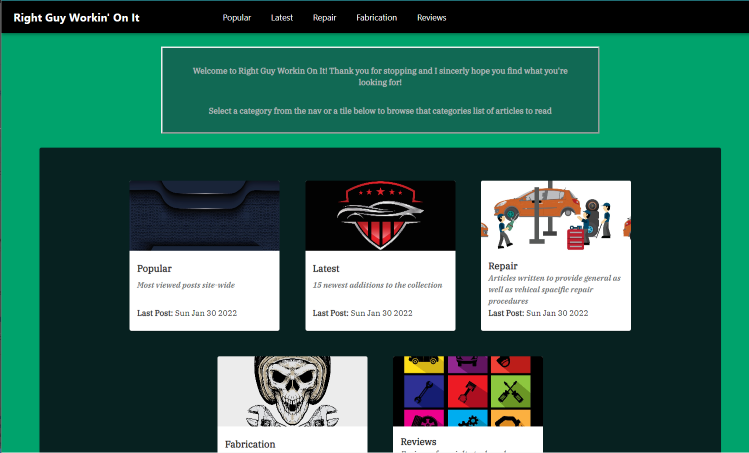 Right Guy Workin' On It
Popular Latest Repair Fabrication Reviews
Welcome to Right Guy Workin On It! Thank you for stopping and I sincerly hope you find what you're
looking for!
Select a category from the nav or a tile below to browse that categories list of articles to read
Popular
Most viewed posts site-wide
Last Post: Sun Jan 30 2022
Latest
15 newest additions to the collection
Last Post: Sun Jan 30 2022
Repair
Articles written to provide general as
well as vehical spacific repair
procedures
Last Post: Sun Jan 30 2022
Fabrication
Reviews